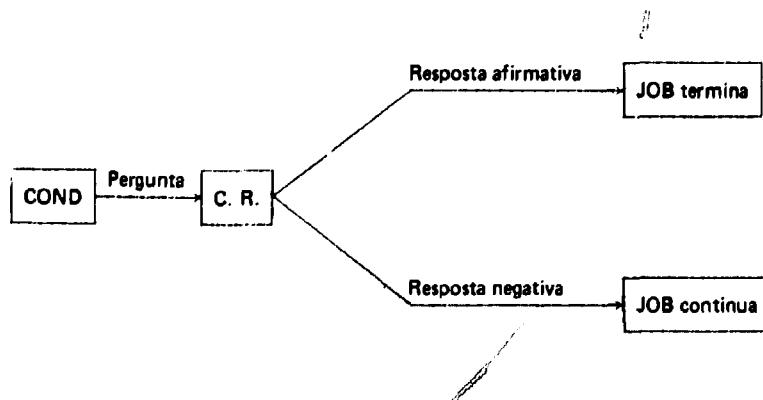 Resposta afirmativa
JOB termina
COND
Pergunta
C. R.
Resposta negativa
JOB continua